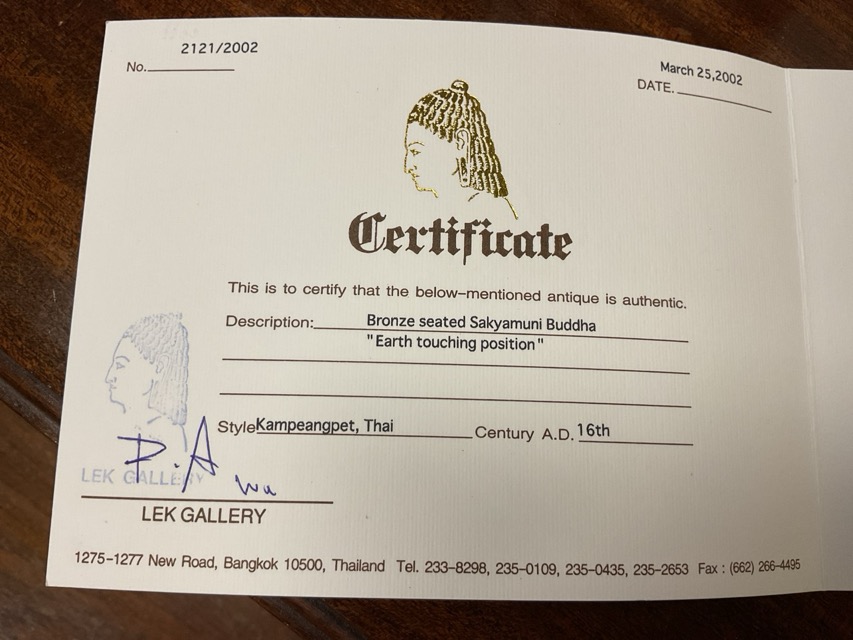 2121/2002
No.
March 25,2002
DATE.
Certificate
This is to certify that the below-mentioned antique is authentic.
Description: Bronze seated Sakyamuni Buddha
"Earth touching position"
Style Kampeangpet, Thai Century A.D. 16th
LEK GALLERY
LEK GALLERY
1275-1277 New Road, Bangkok 10500, Thailand Tel. 233-8298, 235-0109, 235-0435, 235-2653 Fax : (662) 266-4495